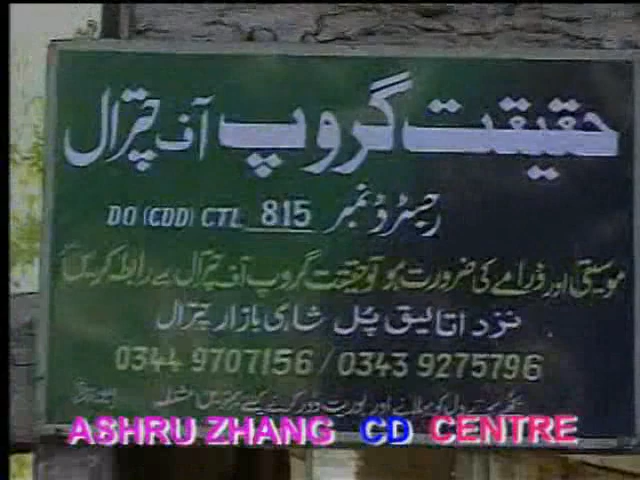 حقیقت گروپ آف چترال
رجسٹرڈ نمبر DO (CDD) CTL 815
موسیقی اور ڈرامے کی ضرورت ہو تو حقیقت گروپ آف چترال سے رابطہ کریں
نزد اتالیق پل شاہی بازار چترال
0344 9707156 / 0343 9275796
ASHRU ZHANG CD CENTRE